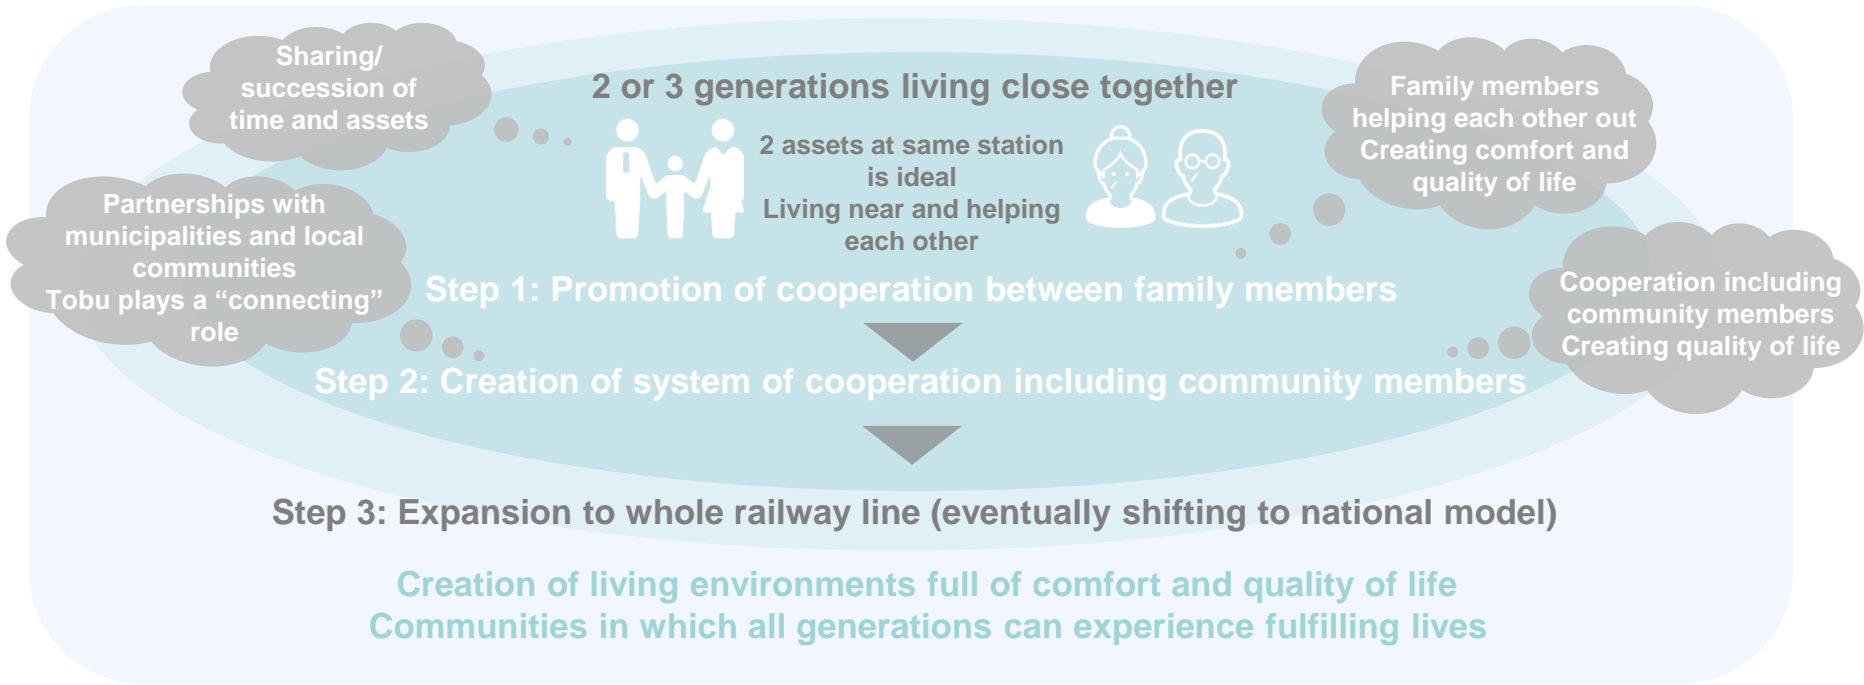 Sharing/
succession of
time and assets
2 or 3 generations living close together
Family members
helping each other out
Creating comfort and
quality of life
2 assets at same station
is ideal
Living near and helping
each other
Partnerships with
municipalities and local
communities
Tobu plays a “connecting”
role
Step 1: Promotion of cooperation between family members
Cooperation including
community members
Creating quality of life
Step 2: Creation of system of cooperation including community members
Step 3: Expansion to whole railway line (eventually shifting to national model)
Creation of living environments full of comfort and quality of life
Communities in which all generations can experience fulfilling lives